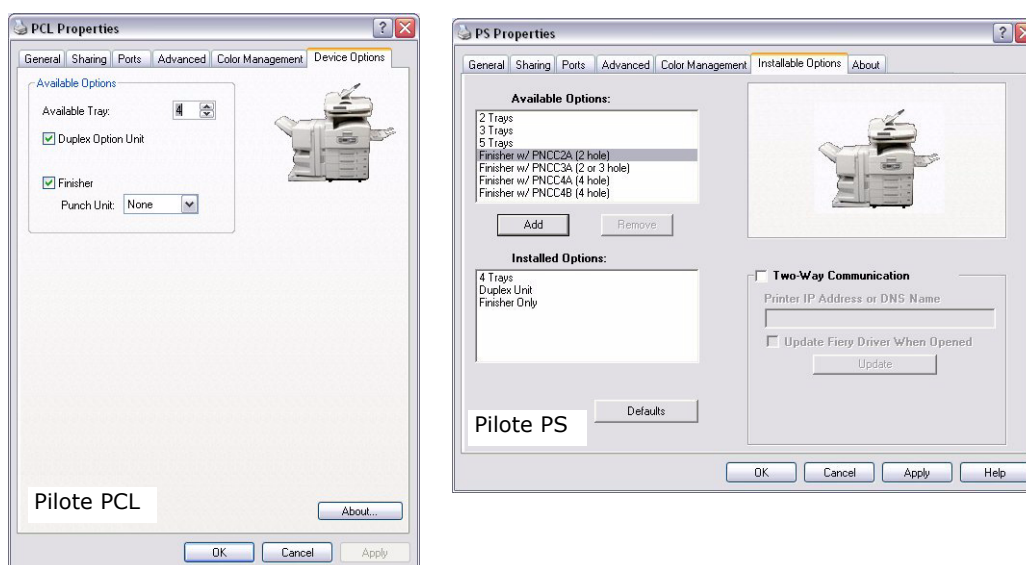 PCL Properties
General Sharing Ports Advanced Color Management Device Options
Available Options
Available Tray: 4
Duplex Option Unit
Finisher
Punch Unit: None
Pilote PCL
About...
OK Cancel Apply
PS Properties
General Sharing Ports Advanced Color Management Installable Options About
Available Options:
2 Trays
3 Trays
5 Trays
Finisher w/ PNCC2A (2 hole)
Finisher w/ PNCC3A (2 or 3 hole)
Finisher w/ PNCC4A (4 hole)
Finisher w/ PNCC4B (4 hole)
Add Remove
Installed Options:
4 Trays
Duplex Unit
Finisher Only
Two-Way Communication
Printer IP Address or DNS Name
Update Fiery Driver When Opened
Update
Defaults
Pilote PS
OK Cancel Apply Help